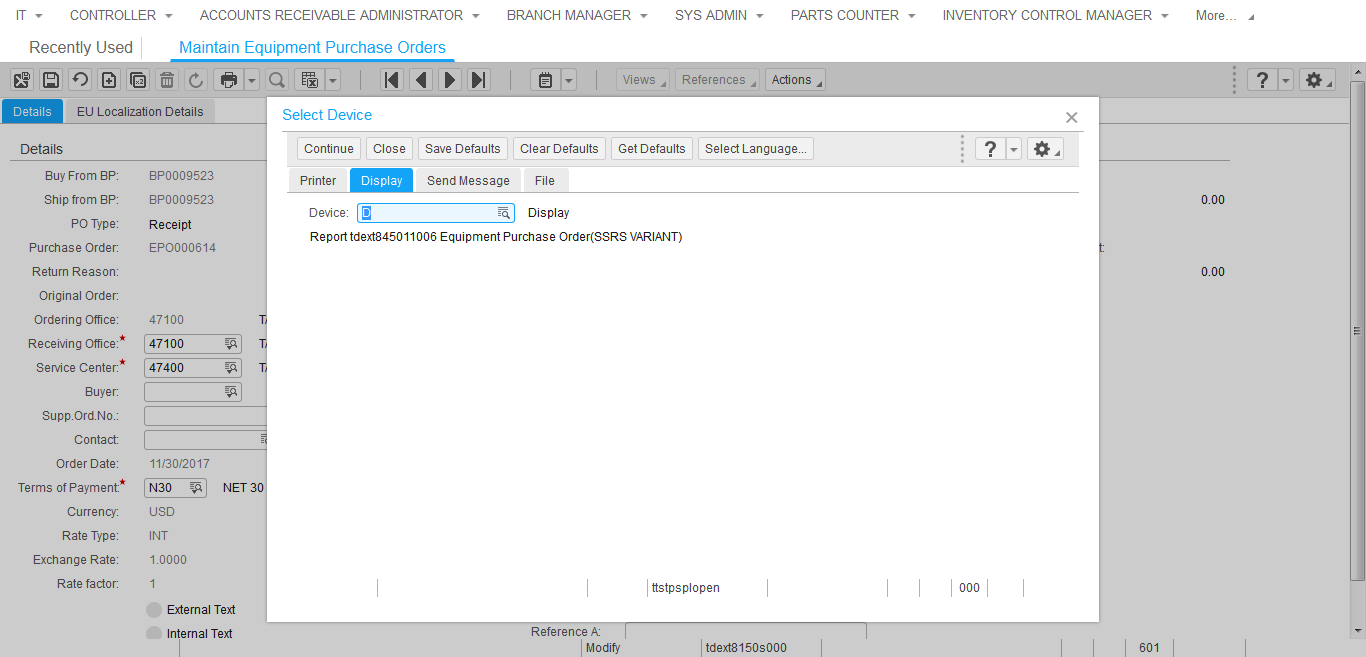 IT CONTROLLER ACCOUNTS RECEIVABLE ADMINISTRATOR BRANCH MANAGER SYS ADMIN PARTS COUNTER INVENTORY CONTROL MANAGER More...
Recently Used Maintain Equipment Purchase Orders
Views References Actions ?
Details EU Localization Details
Select Device
Continue Close Save Defaults Clear Defaults Get Defaults Select Language... ?
Printer Display Send Message File
Device: D Display
Report tdext845011006 Equipment Purchase Order(SSRS VARIANT)
ttstpsplopen 000
Details
Buy From BP: BP0009523
Ship from BP: BP0009523 0.00
PO Type: Receipt
Purchase Order: EPO000614 t:
Return Reason: 0.00
Original Order:
Ordering Office: 47100
Receiving Office:* 47100
Service Center:* 47400
Buyer:
Supp.Ord.No.:
Contact:
Order Date: 11/30/2017
Terms of Payment:* N30 NET 30
Currency: USD
Rate Type: INT
Exchange Rate: 1.0000
Rate factor: 1
External Text
Internal Text Reference A:
Modify tdext8150s000 601